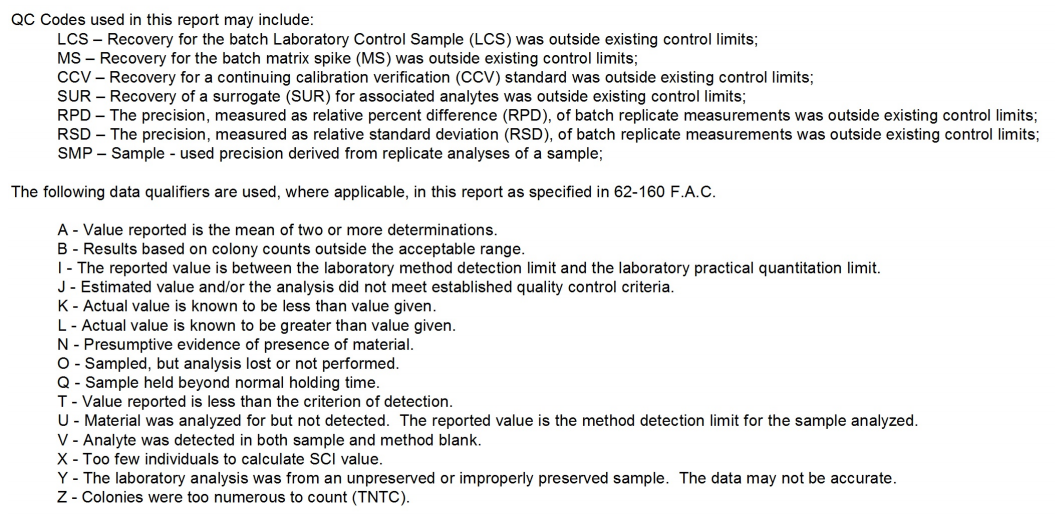 QC Codes used in this report may include:
LCS – Recovery for the batch Laboratory Control Sample (LCS) was outside existing control limits;
MS – Recovery for the batch matrix spike (MS) was outside existing control limits;
CCV – Recovery for a continuing calibration verification (CCV) standard was outside existing control limits;
SUR – Recovery of a surrogate (SUR) for associated analytes was outside existing control limits;
RPD – The precision, measured as relative percent difference (RPD), of batch replicate measurements was outside existing control limits;
RSD – The precision, measured as relative standard deviation (RSD), of batch replicate measurements was outside existing control limits;
SMP – Sample - used precision derived from replicate analyses of a sample;
The following data qualifiers are used, where applicable, in this report as specified in 62-160 F.A.C.
A - Value reported is the mean of two or more determinations.
B - Results based on colony counts outside the acceptable range.
I - The reported value is between the laboratory method detection limit and the laboratory practical quantitation limit.
J - Estimated value and/or the analysis did not meet established quality control criteria.
K - Actual value is known to be less than value given.
L - Actual value is known to be greater than value given.
N - Presumptive evidence of presence of material.
O - Sampled, but analysis lost or not performed.
Q - Sample held beyond normal holding time.
T - Value reported is less than the criterion of detection.
U - Material was analyzed for but not detected.  The reported value is the method detection limit for the sample analyzed.
V - Analyte was detected in both sample and method blank.
X - Too few individuals to calculate SCI value.
Y - The laboratory analysis was from an unpreserved or improperly preserved sample.  The data may not be accurate.
Z - Colonies were too numerous to count (TNTC).